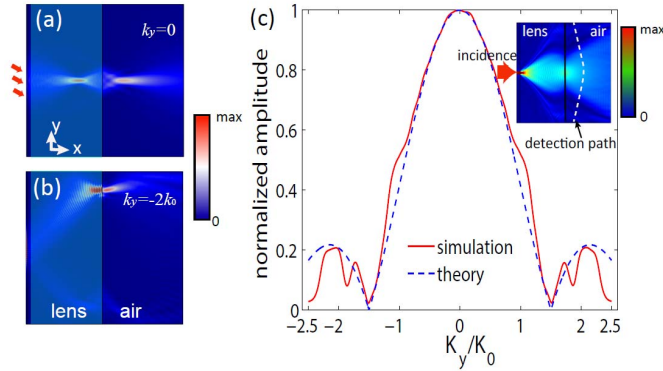 (a)
ky=0
y
x
max
0
(b)
ky=-2k0
lens
air
(c)
normalized amplitude
1
0.8
0.6
0.4
0.2
0
−2.5
−2
−1
0
1
2
2.5
Ky/K0
simulation
theory
incidence
lens
air
detection path
max
0